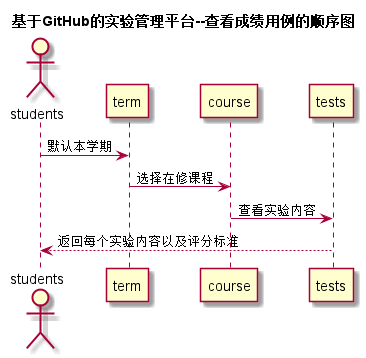 基于GitHub的实验管理平台--查看成绩用例的顺序图
students
term
course
tests
默认本学期
选择在修课程
查看实验内容
返回每个实验内容以及评分标准
students
term
course
tests